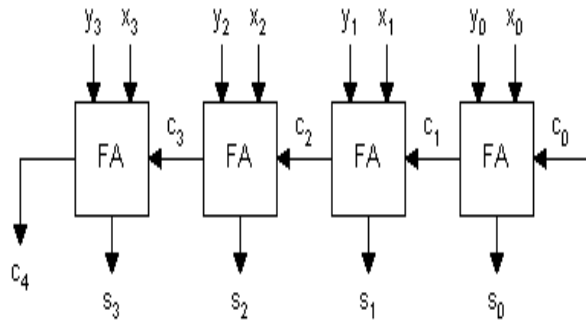 y3 x3 y2 x2 y1 x1 y0 x0
c3 c2 c1 c0
FA FA FA FA
c4 s3 s2 s1 s0